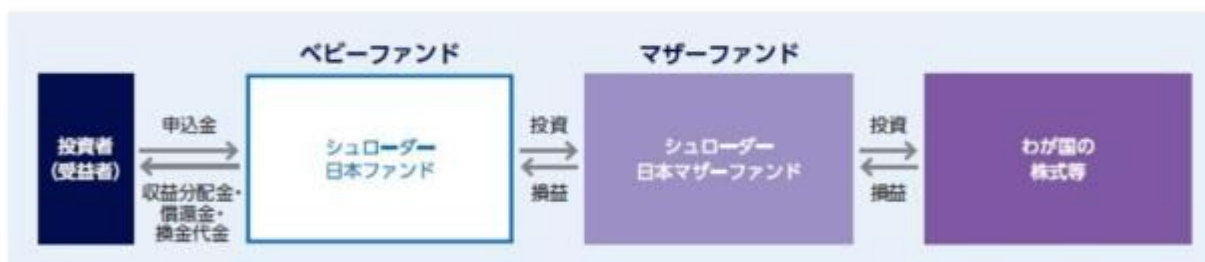 ベビーファンド
マザーファンド
投資者
(受益者)
申込金
収益分配金・
償還金・
換金代金
シュローダー
日本ファンド
投資
損益
シュローダー
日本マザーファンド
投資
損益
わが国の
株式等